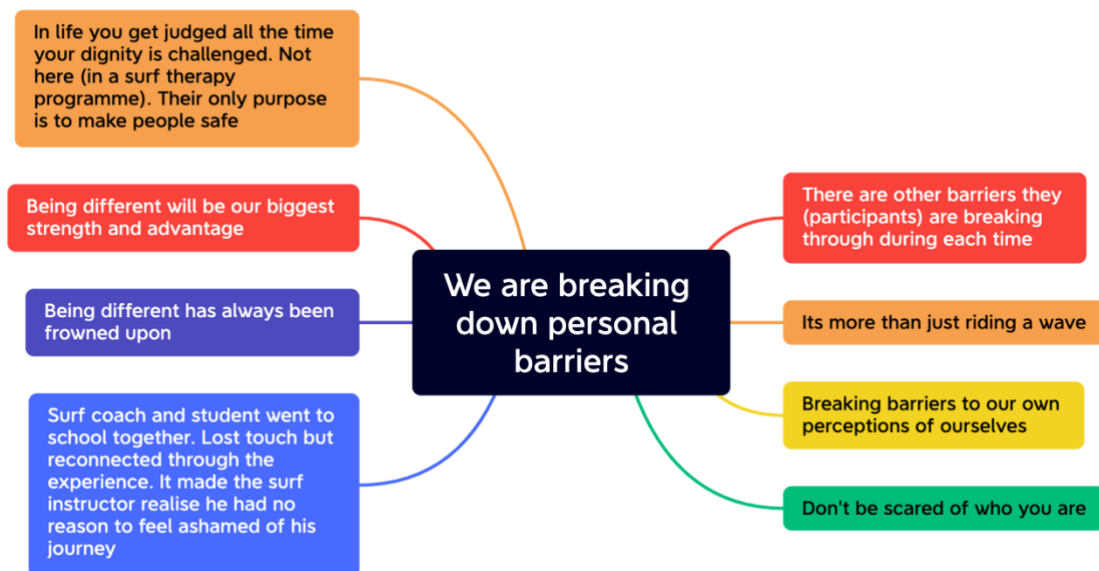 In life you get judged all the time
your dignity is challenged. Not
here (in a surf therapy
programme). Their only purpose
is to make people safe
Being different will be our biggest
strength and advantage
Being different has always been
frowned upon
Surf coach and student went to
school together. Lost touch but
reconnected through the
experience. It made the surf
instructor realise he had no
reason to feel ashamed of his
journey
We are breaking
down personal
barriers
There are other barriers they
(participants) are breaking
through during each time
Its more than just riding a wave
Breaking barriers to our own
perceptions of ourselves
Don't be scared of who you are